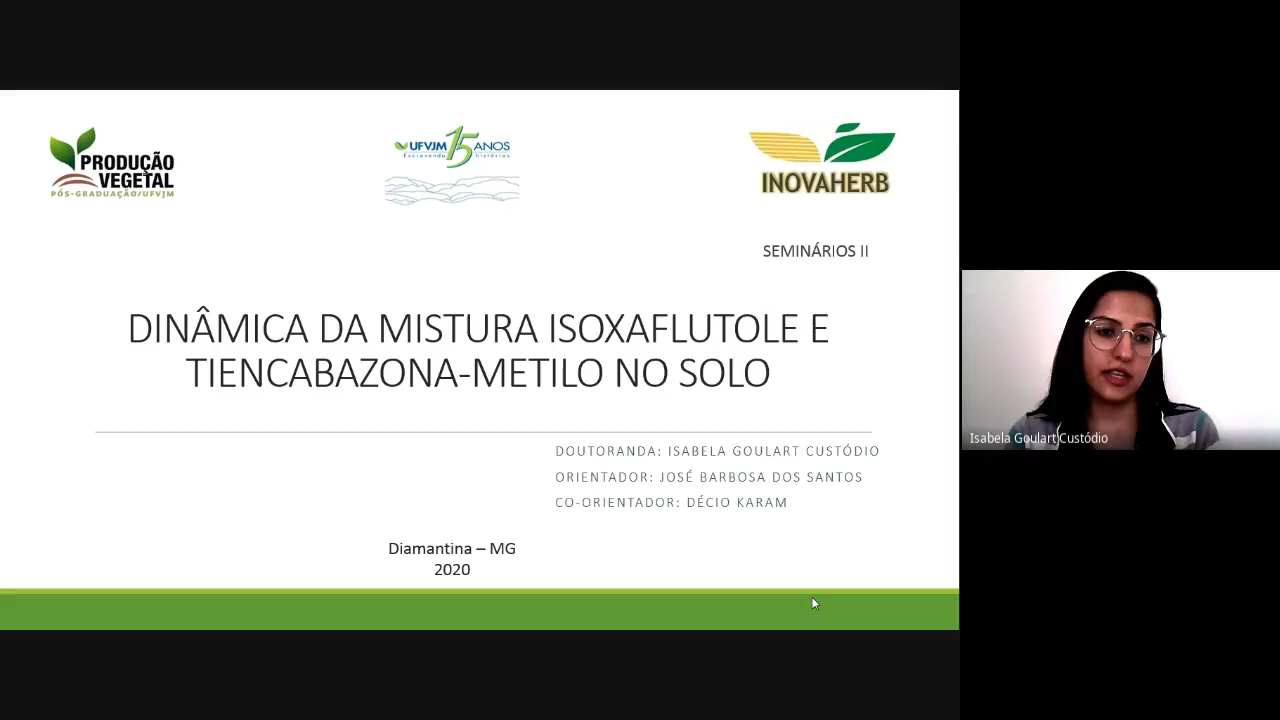 PRODUÇÃO
VEGETAL
PÓS-GRADUAÇÃO/UFVJM
UFVJM 15 ANOS
Escrevendo histórias
INOVAHERB
SEMINÁRIOS II
DINÂMICA DA MISTURA ISOXAFLUTOLE E
TIENCABAZONA-METILO NO SOLO
DOUTORANDA: ISABELA GOULART CUSTÓDIO
ORIENTADOR: JOSÉ BARBOSA DOS SANTOS
CO-ORIENTADOR: DÉCIO KARAM
Diamantina – MG
2020
Isabela Goulart Custódio